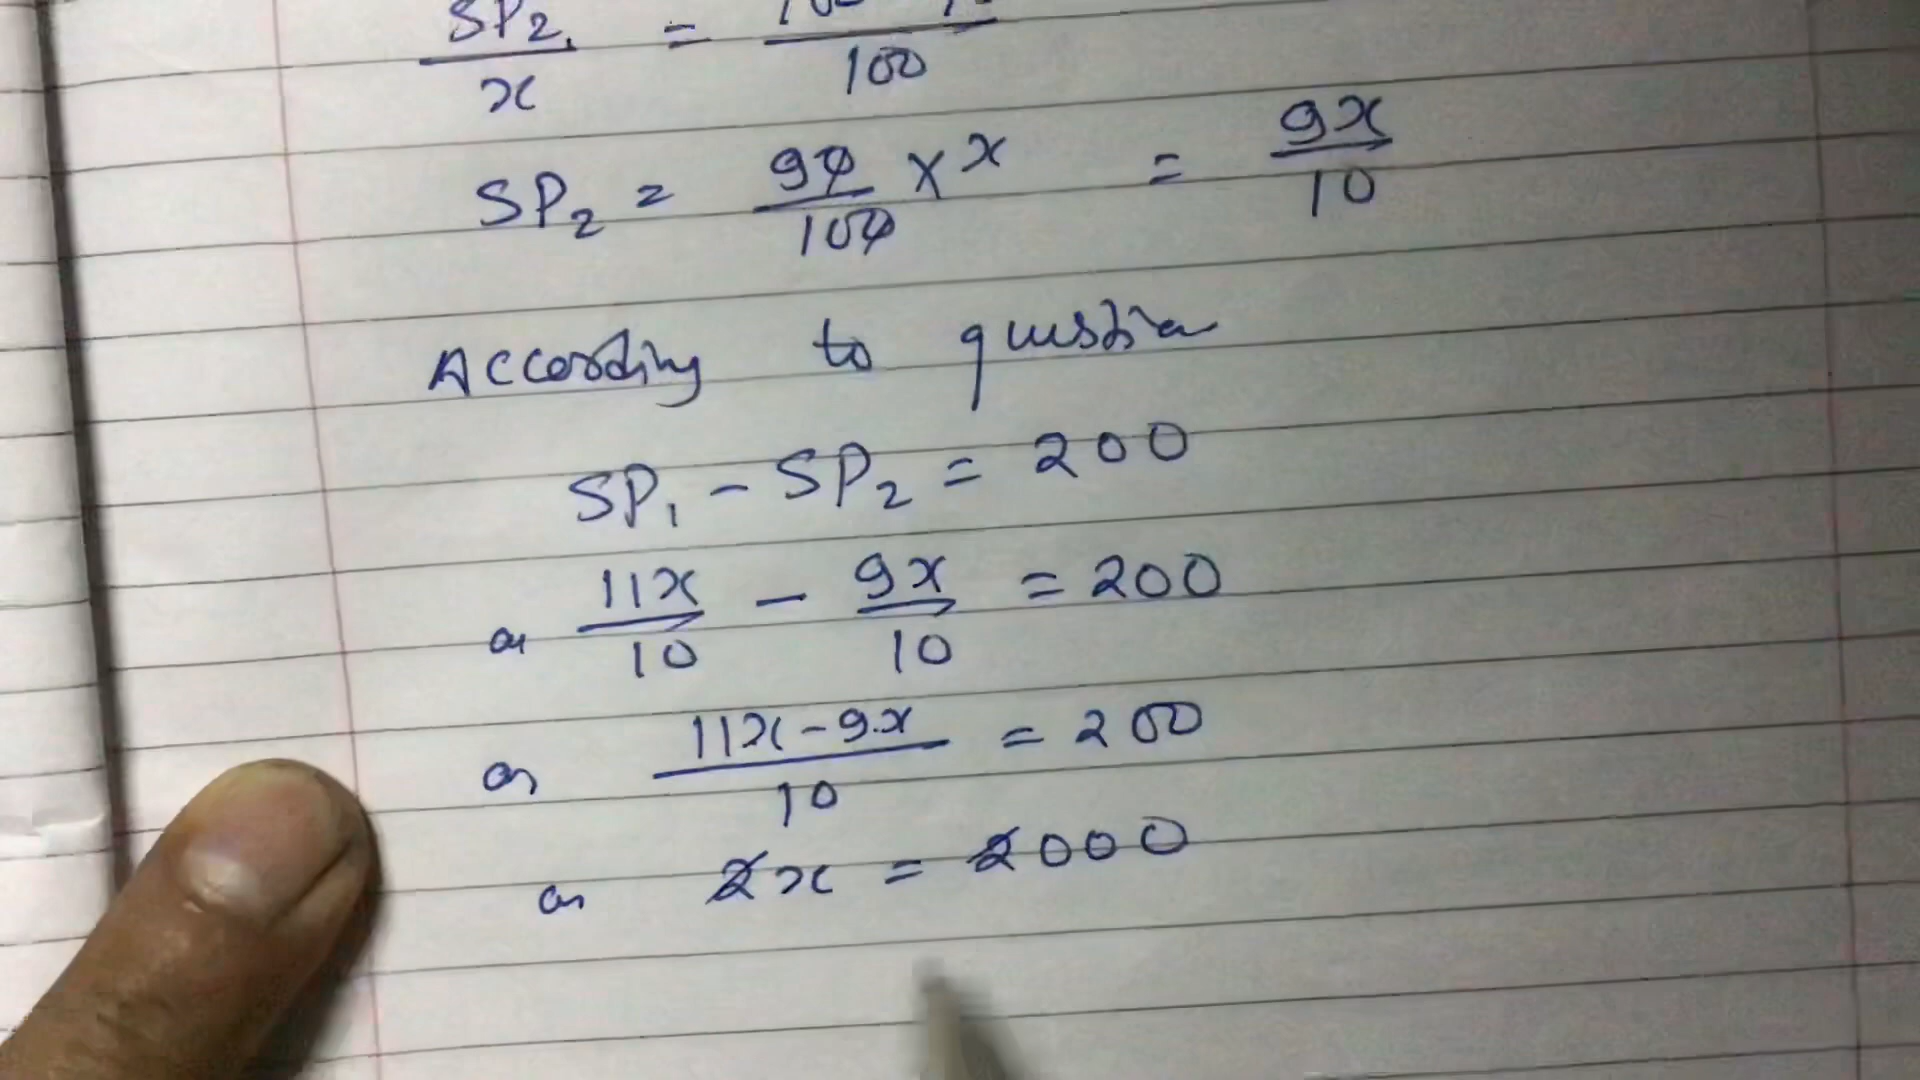 SP₂ / x = / 100
SP₂ = 90/100 × x = 9x/10
According to question
SP₁ - SP₂ = 200
or 11x/10 - 9x/10 = 200
or (11x - 9x)/10 = 200
or 2x = 2000